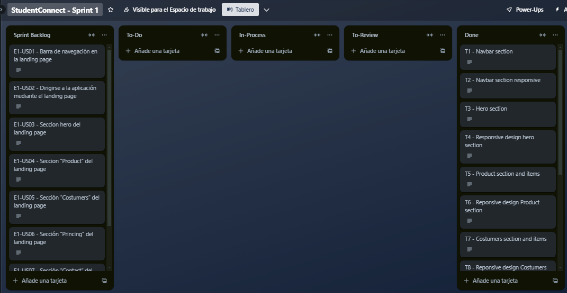 StudentConnect - Sprint 1
Visible para el Espacio de trabajo
Tablero
Power-Ups
Sprint Backlog
E1-US01 - Barra de navegación en
la landing page
E1-US02 - Dirigirse a la aplicación
mediante el landing page
E1-US03 - Seccion hero del
landing page
E1-US04 - Sección "Product" del
landing page
E1-US05 - Sección "Costumers" del
landing page
E1-US06 - Sección "Princing" del
landing page
E1-US07 - Sección "Contact" del
Añade una tarjeta
To-Do
Añade una tarjeta
In-Process
Añade una tarjeta
To-Review
Añade una tarjeta
Done
T1 - Navbar section
T2 - Navbar section responsive
T3 - Hero section
T4 - Responsive design hero
section
T5 - Product section and items
T6 - Reponsive design Product
section
T7 - Costumers section and items
T8 - Reponsive design Costumers
Añade una tarjeta